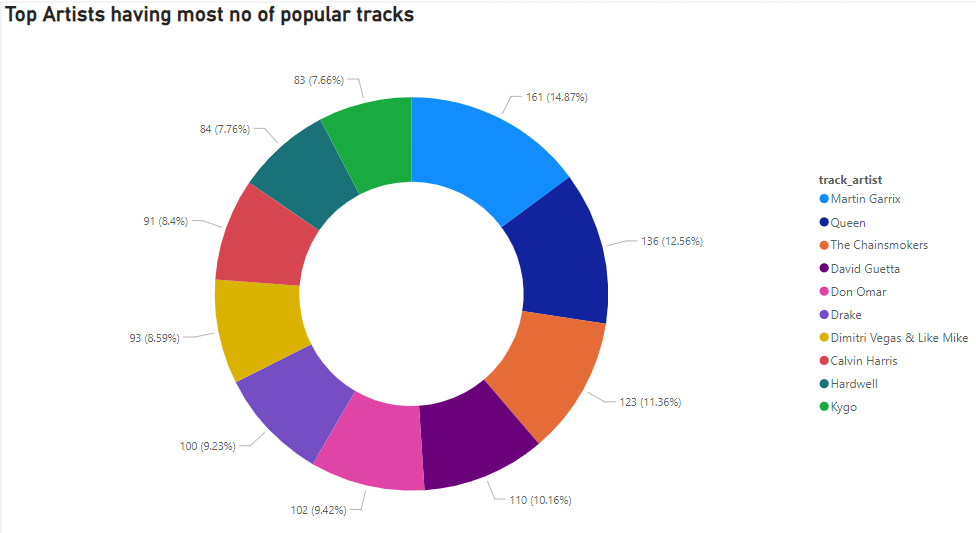 Top Artists having most no of popular tracks
83 (7.66%)
161 (14.87%)
84 (7.76%)
91 (8.4%)
136 (12.56%)
93 (8.59%)
123 (11.36%)
100 (9.23%)
110 (10.16%)
102 (9.42%)
track_artist
Martin Garrix
Queen
The Chainsmokers
David Guetta
Don Omar
Drake
Dimitri Vegas & Like Mike
Calvin Harris
Hardwell
Kygo